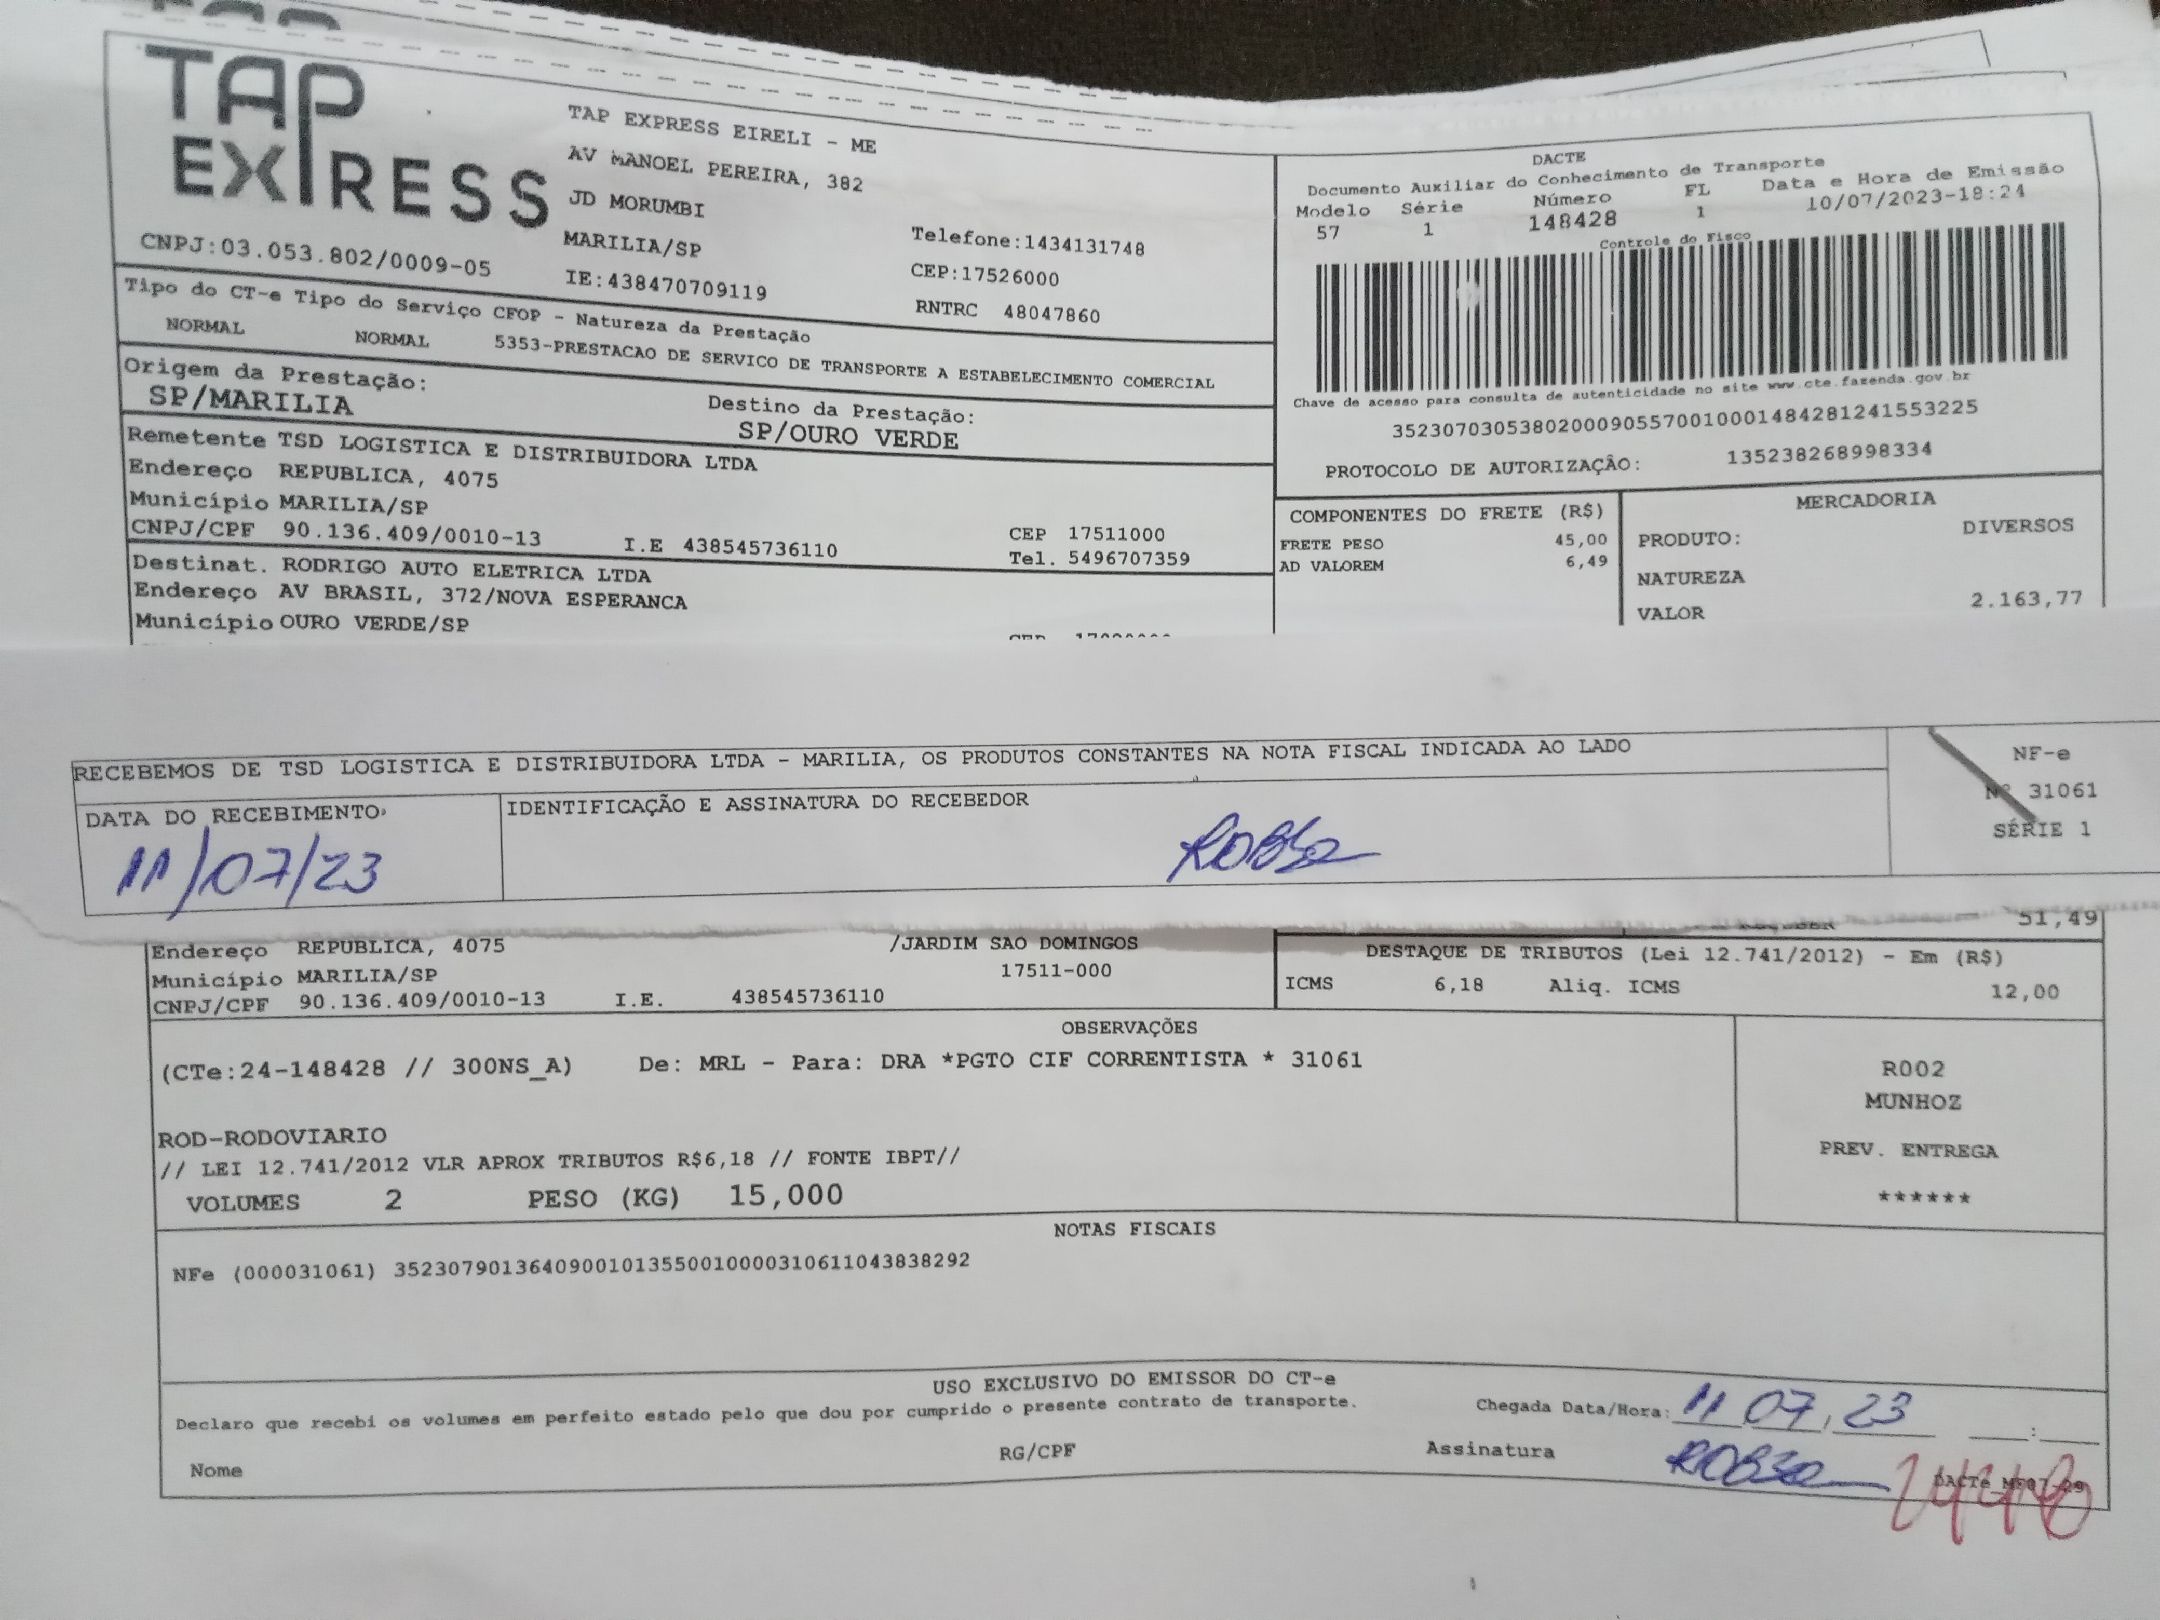 TAP
EXPRESS
TAP EXPRESS EIRELI - ME
AV MANOEL PEREIRA, 382
JD MORUMBI
MARILIA/SP
IE:438470709119
Telefone:1434131748
CEP:17526000
RNTRC 48047860
CNPJ:03.053.802/0009-05
Tipo do CT-e Tipo do Serviço CFOP - Natureza da Prestação
NORMAL NORMAL 5353-PRESTACAO DE SERVICO DE TRANSPORTE A ESTABELECIMENTO COMERCIAL
Origem da Prestação:
SP/MARILIA
Destino da Prestação:
SP/OURO VERDE
Remetente TSD LOGISTICA E DISTRIBUIDORA LTDA
Endereço REPUBLICA, 4075
Município MARILIA/SP
CEP 17511000
CNPJ/CPF 90.136.409/0010-13 I.E 438545736110 Tel. 5496707359
Destinat. RODRIGO AUTO ELETRICA LTDA
Endereço AV BRASIL, 372/NOVA ESPERANCA
Município OURO VERDE/SP
DACTE
Documento Auxiliar do Conhecimento de Transporte
Modelo Série Número FL Data e Hora de Emissão
57 1 148428 1 10/07/2023-18:24
Controle do Fisco
Chave de acesso para consulta de autenticidade no site www.cte.fazenda.gov.br
35230703053802000905570010001484281241553225
PROTOCOLO DE AUTORIZAÇÃO: 135238268998334
COMPONENTES DO FRETE (R$)
FRETE PESO 45,00
AD VALOREM 6,49
MERCADORIA
PRODUTO: DIVERSOS
NATUREZA
VALOR 2.163,77
RECEBEMOS DE TSD LOGISTICA E DISTRIBUIDORA LTDA - MARILIA, OS PRODUTOS CONSTANTES NA NOTA FISCAL INDICADA AO LADO
DATA DO RECEBIMENTO
11/07/23
IDENTIFICAÇÃO E ASSINATURA DO RECEBEDOR
NF-e
Nº 31061
SÉRIE 1
51,49
Endereço REPUBLICA, 4075 /JARDIM SAO DOMINGOS
Município MARILIA/SP 17511-000
CNPJ/CPF 90.136.409/0010-13 I.E. 438545736110
DESTAQUE DE TRIBUTOS (Lei 12.741/2012) - Em (R$)
ICMS 6,18 Aliq. ICMS 12,00
OBSERVAÇÕES
(CTe:24-148428 // 300NS_A) De: MRL - Para: DRA *PGTO CIF CORRENTISTA * 31061
ROD-RODOVIARIO
// LEI 12.741/2012 VLR APROX TRIBUTOS R$6,18 // FONTE IBPT//
VOLUMES 2 PESO (KG) 15,000
R002
MUNHOZ
PREV. ENTREGA
******
NOTAS FISCAIS
NFe (000031061) 35230790136409001013550010000310611043838292
USO EXCLUSIVO DO EMISSOR DO CT-e
Declaro que recebi os volumes em perfeito estado pelo que dou por cumprido o presente contrato de transporte.
Chegada Data/Hora: 11 07, 23 :
Nome RG/CPF Assinatura